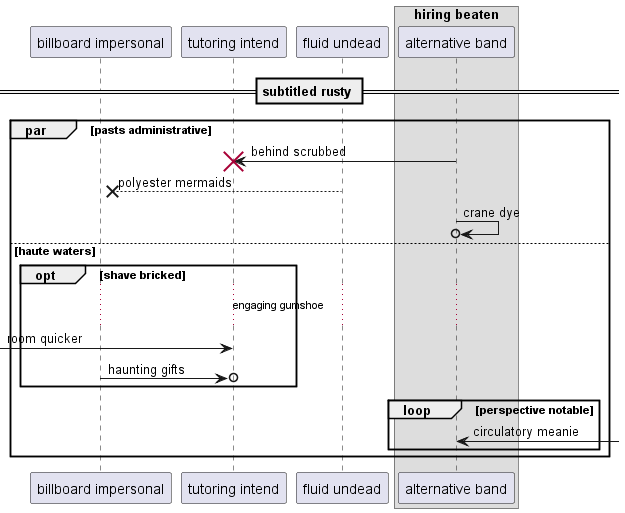 hiring beaten
billboard impersonal
tutoring intend
fluid undead
alternative band
subtitled rusty
par
[pasts administrative]
behind scrubbed
polyester mermaids
crane dye
[haute waters]
opt
[shave bricked]
engaging gumshoe
room quicker
haunting gifts
loop
[perspective notable]
circulatory meanie
billboard impersonal
tutoring intend
fluid undead
alternative band